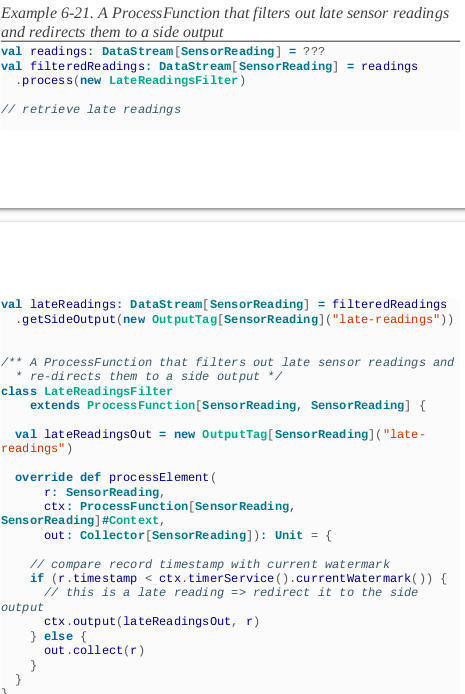 Example 6-21. A ProcessFunction that filters out late sensor readings
and redirects them to a side output
val readings: DataStream[SensorReading] = ???
val filteredReadings: DataStream[SensorReading] = readings
  .process(new LateReadingsFilter)
// retrieve late readings
val lateReadings: DataStream[SensorReading] = filteredReadings
  .getSideOutput(new OutputTag[SensorReading]("late-readings"))
/** A ProcessFunction that filters out late sensor readings and
  * re-directs them to a side output */
class LateReadingsFilter
    extends ProcessFunction[SensorReading, SensorReading] {
  val lateReadingsOut = new OutputTag[SensorReading]("late-
readings")
  override def processElement(
      r: SensorReading,
      ctx: ProcessFunction[SensorReading,
SensorReading]#Context,
      out: Collector[SensorReading]): Unit = {
    // compare record timestamp with current watermark
    if (r.timestamp < ctx.timerService().currentWatermark()) {
      // this is a late reading => redirect it to the side
output
      ctx.output(lateReadingsOut, r)
    } else {
      out.collect(r)
    }
  }
}